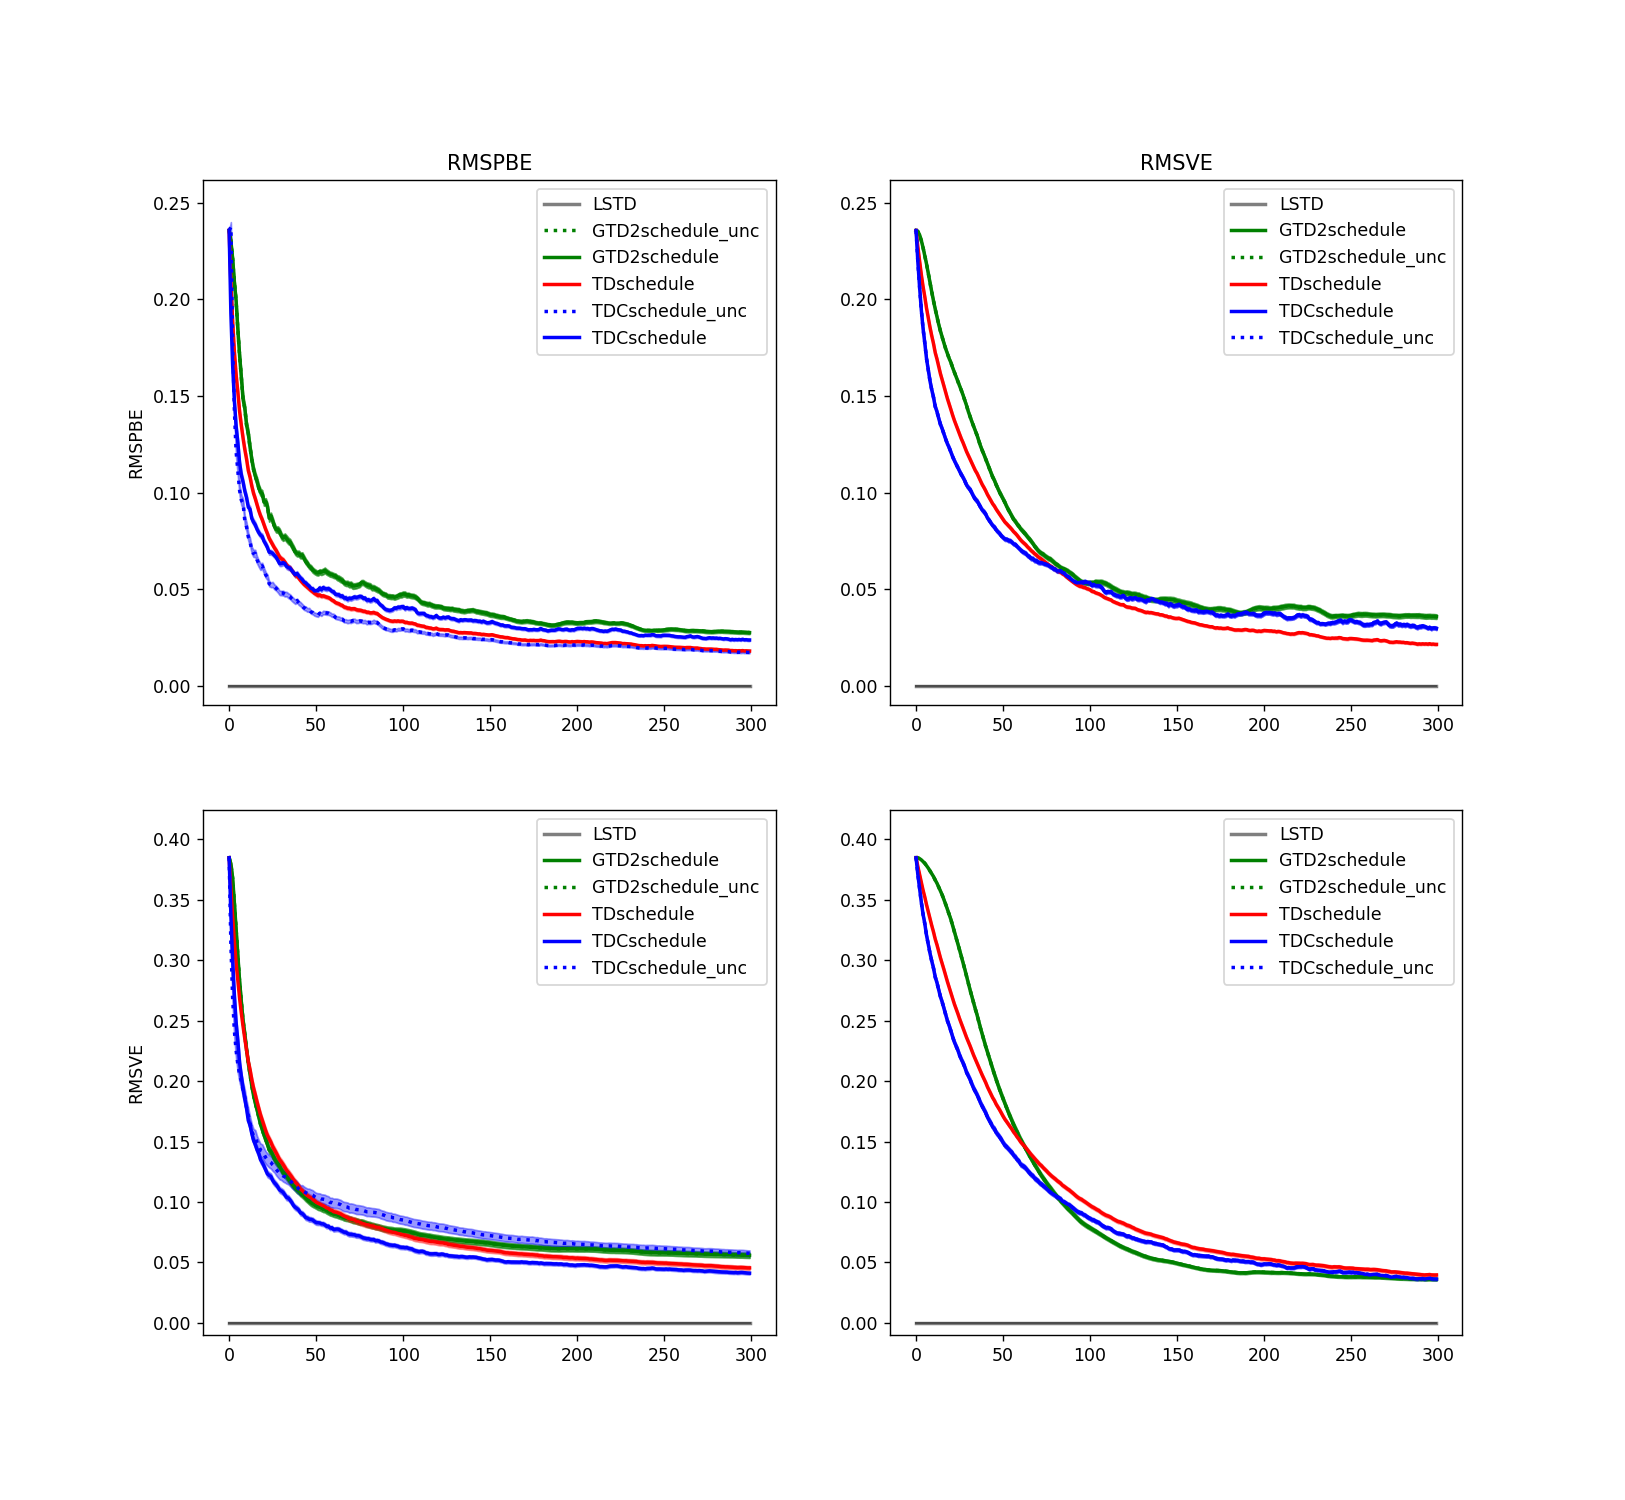 RMSPBE
RMSVE
RMSPBE
0.25
0.20
0.15
0.10
0.05
0.00
0 50 100 150 200 250 300
LSTD
GTD2schedule_unc
GTD2schedule
TDschedule
TDCschedule_unc
TDCschedule
0.25
0.20
0.15
0.10
0.05
0.00
0 50 100 150 200 250 300
LSTD
GTD2schedule
GTD2schedule_unc
TDschedule
TDCschedule
TDCschedule_unc
RMSVE
0.40
0.35
0.30
0.25
0.20
0.15
0.10
0.05
0.00
0 50 100 150 200 250 300
LSTD
GTD2schedule
GTD2schedule_unc
TDschedule
TDCschedule
TDCschedule_unc
0.40
0.35
0.30
0.25
0.20
0.15
0.10
0.05
0.00
0 50 100 150 200 250 300
LSTD
GTD2schedule
GTD2schedule_unc
TDschedule
TDCschedule
TDCschedule_unc